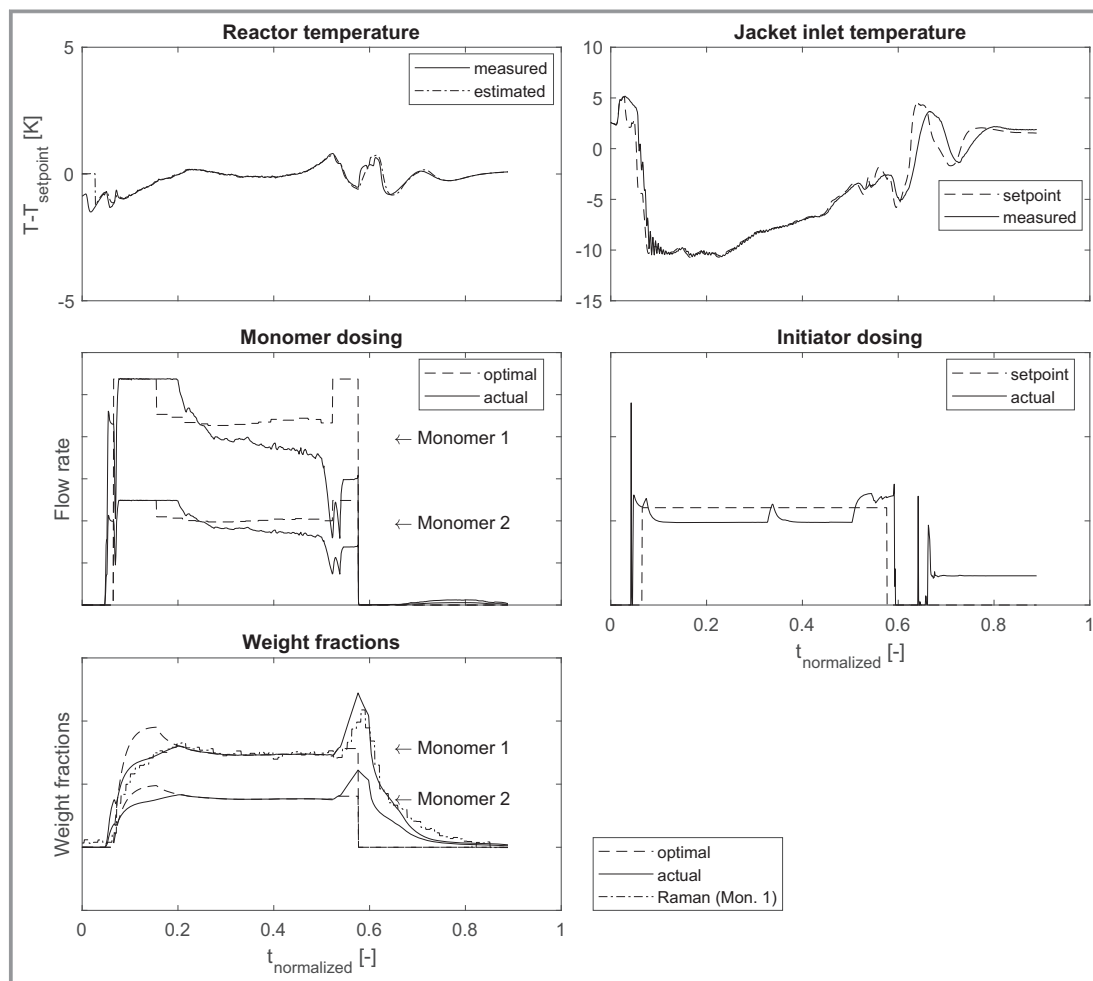 Reactor temperature
T-Tsetpoint [K]
5
0
-5
measured
estimated
Jacket inlet temperature
10
5
0
-5
-10
-15
setpoint
measured
Monomer dosing
Flow rate
optimal
actual
← Monomer 1
← Monomer 2
Initiator dosing
setpoint
actual
0 0.2 0.4 0.6 0.8 1
tnormalized [-]
Weight fractions
Weight fractions
← Monomer 1
← Monomer 2
0 0.2 0.4 0.6 0.8 1
tnormalized [-]
optimal
actual
Raman (Mon. 1)